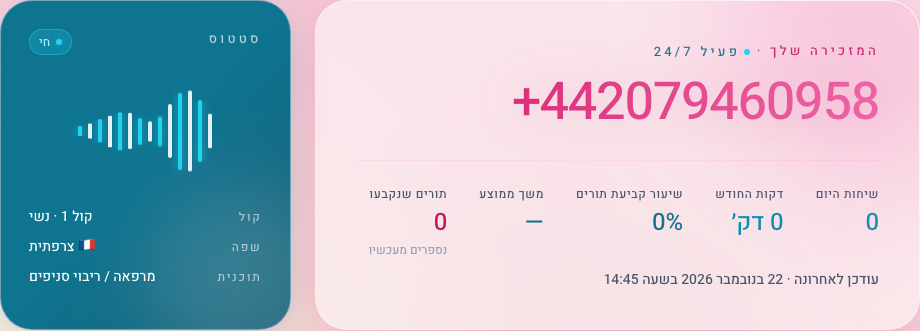 המזכירה שלך · פעיל 24/7
+442079460958
שיחות היום
0
דקות החודש
0 דק׳
שיעור קביעת תורים
0%
משך ממוצע
—
תורים שנקבעו
0
נספרים מעכשיו
עודכן לאחרונה · 22 בנובמבר 2026 בשעה 14:45
סטטוס
חי
קול
קול 1 · נשי
שפה
🇫🇷 צרפתית
תוכנית
מרפאה / ריבוי סניפים